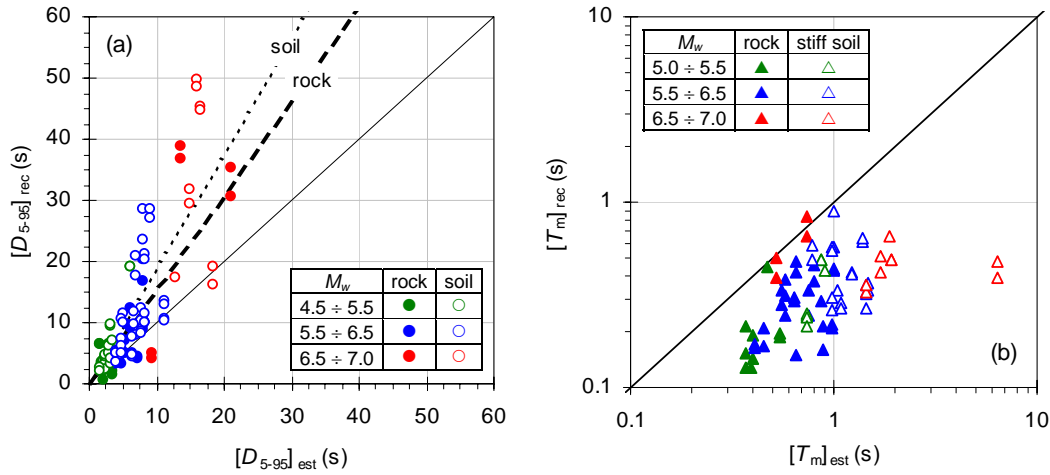 (a)
60
50
40
30
20
10
0
[D5-95] rec (s)
soil
rock
Mw rock soil
4.5 ÷ 5.5
5.5 ÷ 6.5
6.5 ÷ 7.0
0 10 20 30 40 50 60
[D5-95] est (s)
10
1
0.1
[Tm] rec (s)
Mw rock stiff soil
5.0 ÷ 5.5
5.5 ÷ 6.5
6.5 ÷ 7.0
(b)
0.1 1 10
[Tm] est (s)